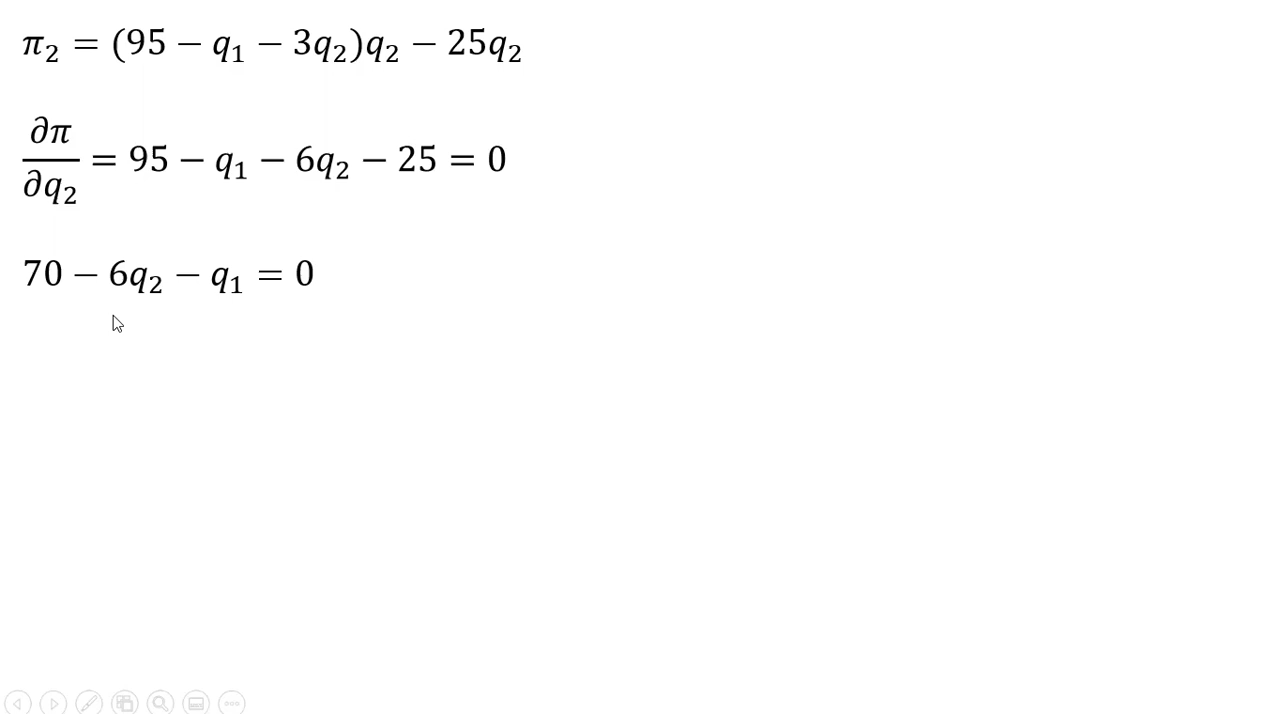 π₂ = (95 − q₁ − 3q₂)q₂ − 25q₂
∂π/∂q₂ = 95 − q₁ − 6q₂ − 25 = 0
70 − 6q₂ − q₁ = 0